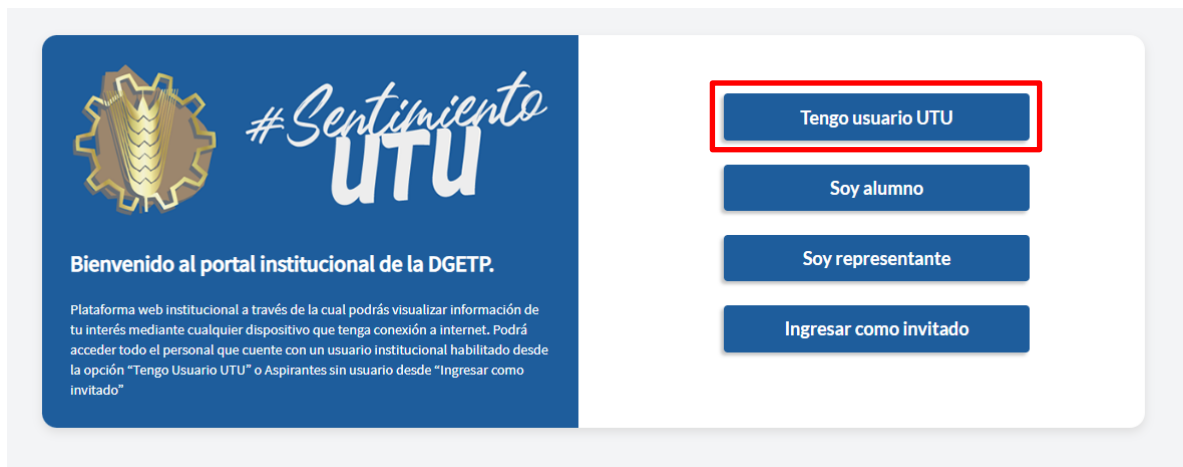 #Sentimiento
UTU
Bienvenido al portal institucional de la DGETP.
Plataforma web institucional a través de la cual podrás visualizar información de
tu interés mediante cualquier dispositivo que tenga conexión a internet. Podrá
acceder todo el personal que cuente con un usuario institucional habilitado desde
la opción “Tengo Usuario UTU” o Aspirantes sin usuario desde “Ingresar como
invitado”
Tengo usuario UTU
Soy alumno
Soy representante
Ingresar como invitado